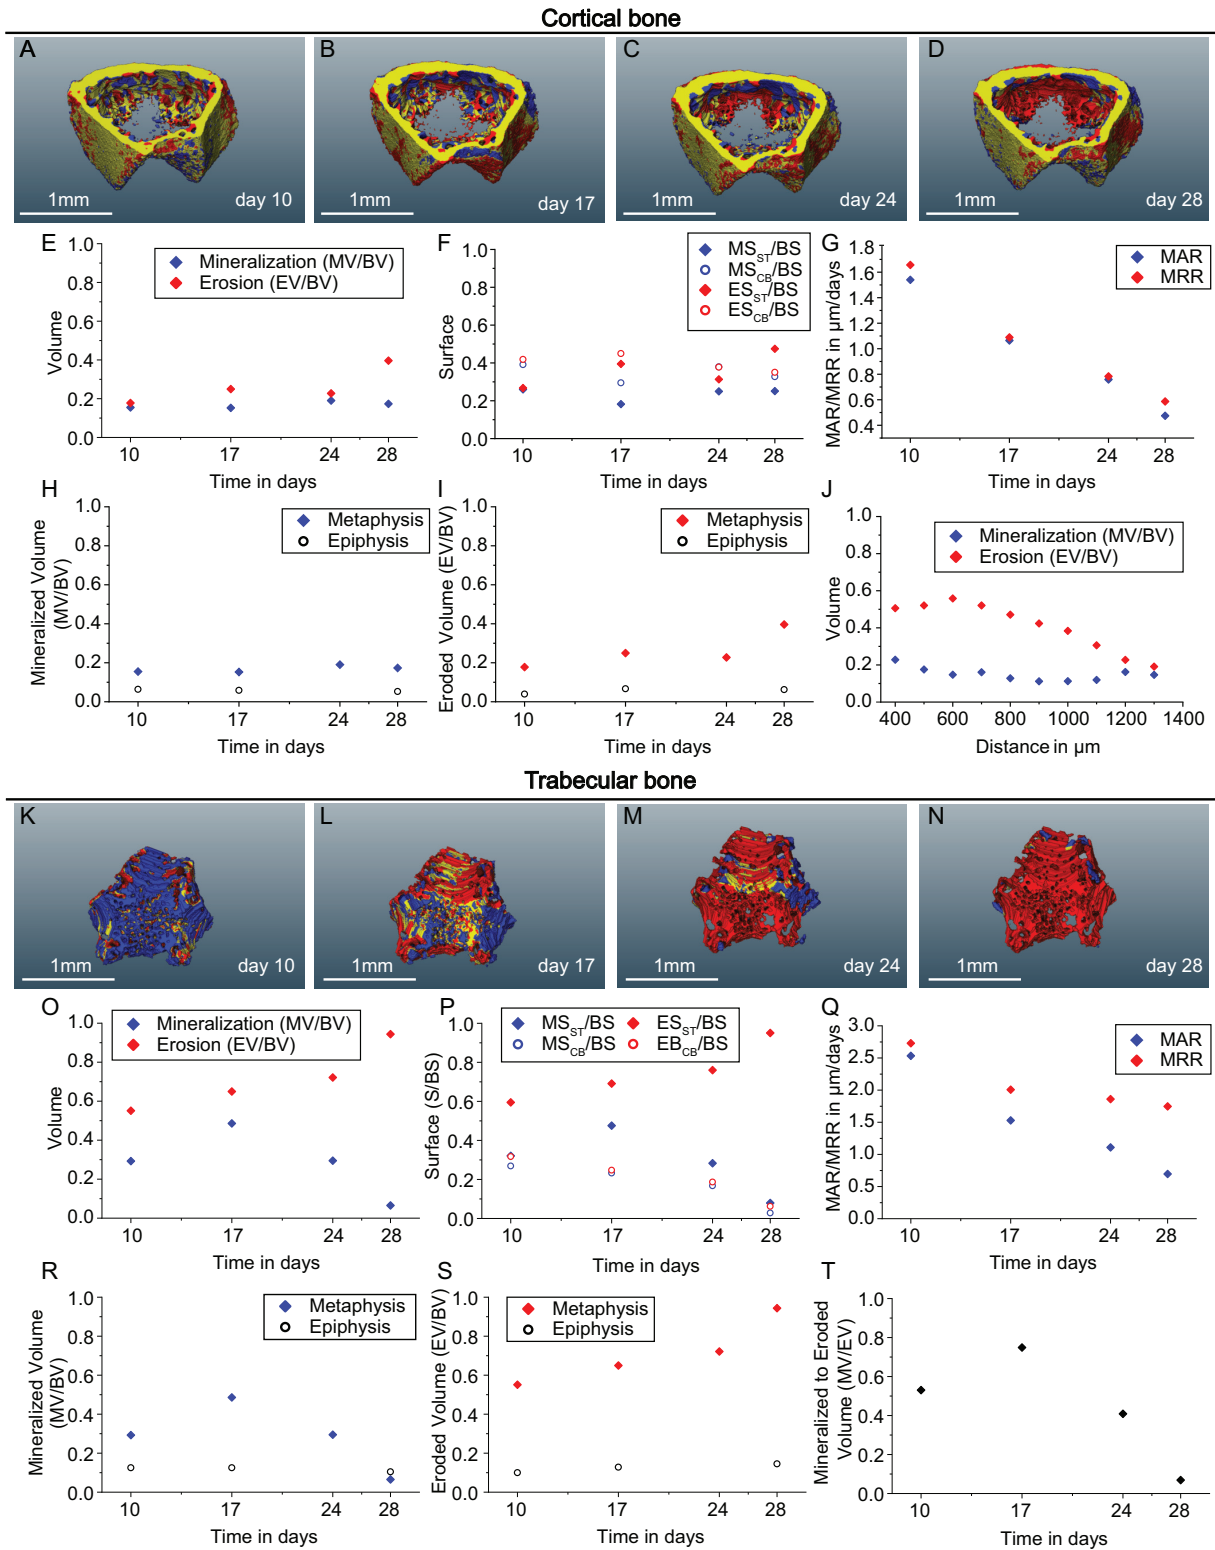 Cortical bone
A
1mm
day 10
B
1mm
day 17
C
1mm
day 24
D
1mm
day 28
E
Volume
1.0
0.8
0.6
0.4
0.2
0.0
Mineralization (MV/BV)
Erosion (EV/BV)
10 17 24 28
Time in days
F
Surface
1.0
0.8
0.6
0.4
0.2
0.0
MS_ST/BS
MS_CB/BS
ES_ST/BS
ES_CB/BS
10 17 24 28
Time in days
G
MAR/MRR in µm/days
1.8
1.6
1.4
1.2
1.0
0.8
0.6
0.4
MAR
MRR
10 17 24 28
Time in days
H
Mineralized Volume
(MV/BV)
1.0
0.8
0.6
0.4
0.2
0.0
Metaphysis
Epiphysis
10 17 24 28
Time in days
I
Eroded Volume (EV/BV)
1.0
0.8
0.6
0.4
0.2
0.0
Metaphysis
Epiphysis
10 17 24 28
Time in days
J
Volume
1.0
0.8
0.6
0.4
0.2
0.0
Mineralization (MV/BV)
Erosion (EV/BV)
400 600 800 1000 1200 1400
Distance in µm
Trabecular bone
K
1mm
day 10
L
1mm
day 17
M
1mm
day 24
N
1mm
day 28
O
Volume
1.0
0.8
0.6
0.4
0.2
0.0
Mineralization (MV/BV)
Erosion (EV/BV)
10 17 24 28
Time in days
P
Surface (S/BS)
1.0
0.8
0.6
0.4
0.2
0.0
MS_ST/BS ES_ST/BS
MS_CB/BS EB_CB/BS
10 17 24 28
Time in days
Q
MAR/MRR in µm/days
3.0
2.5
2.0
1.5
1.0
0.5
0.0
MAR
MRR
10 17 24 28
Time in days
R
Mineralized Volume
(MV/BV)
1.0
0.8
0.6
0.4
0.2
0.0
Metaphysis
Epiphysis
10 17 24 28
Time in days
S
Eroded Volume (EV/BV)
1.0
0.8
0.6
0.4
0.2
0.0
Metaphysis
Epiphysis
10 17 24 28
Time in days
T
Mineralized to Eroded
Volume (MV/EV)
1.0
0.8
0.6
0.4
0.2
0.0
10 17 24 28
Time in days